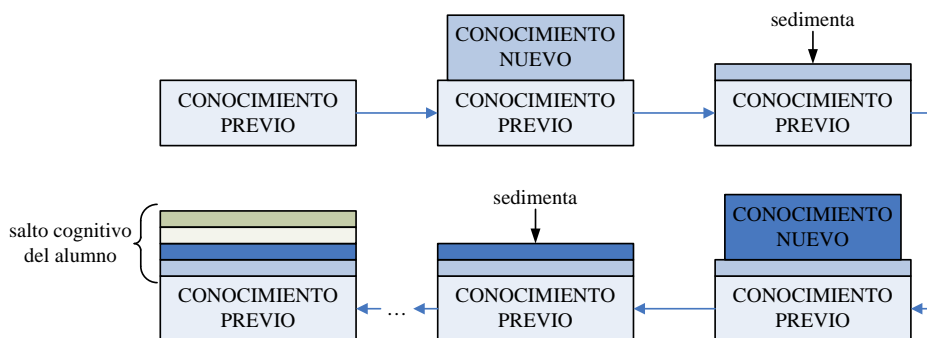 sedimenta
CONOCIMIENTO
NUEVO
CONOCIMIENTO
PREVIO
CONOCIMIENTO
PREVIO
CONOCIMIENTO
PREVIO
sedimenta
salto cognitivo
del alumno
CONOCIMIENTO
NUEVO
CONOCIMIENTO
PREVIO
...
CONOCIMIENTO
PREVIO
CONOCIMIENTO
PREVIO